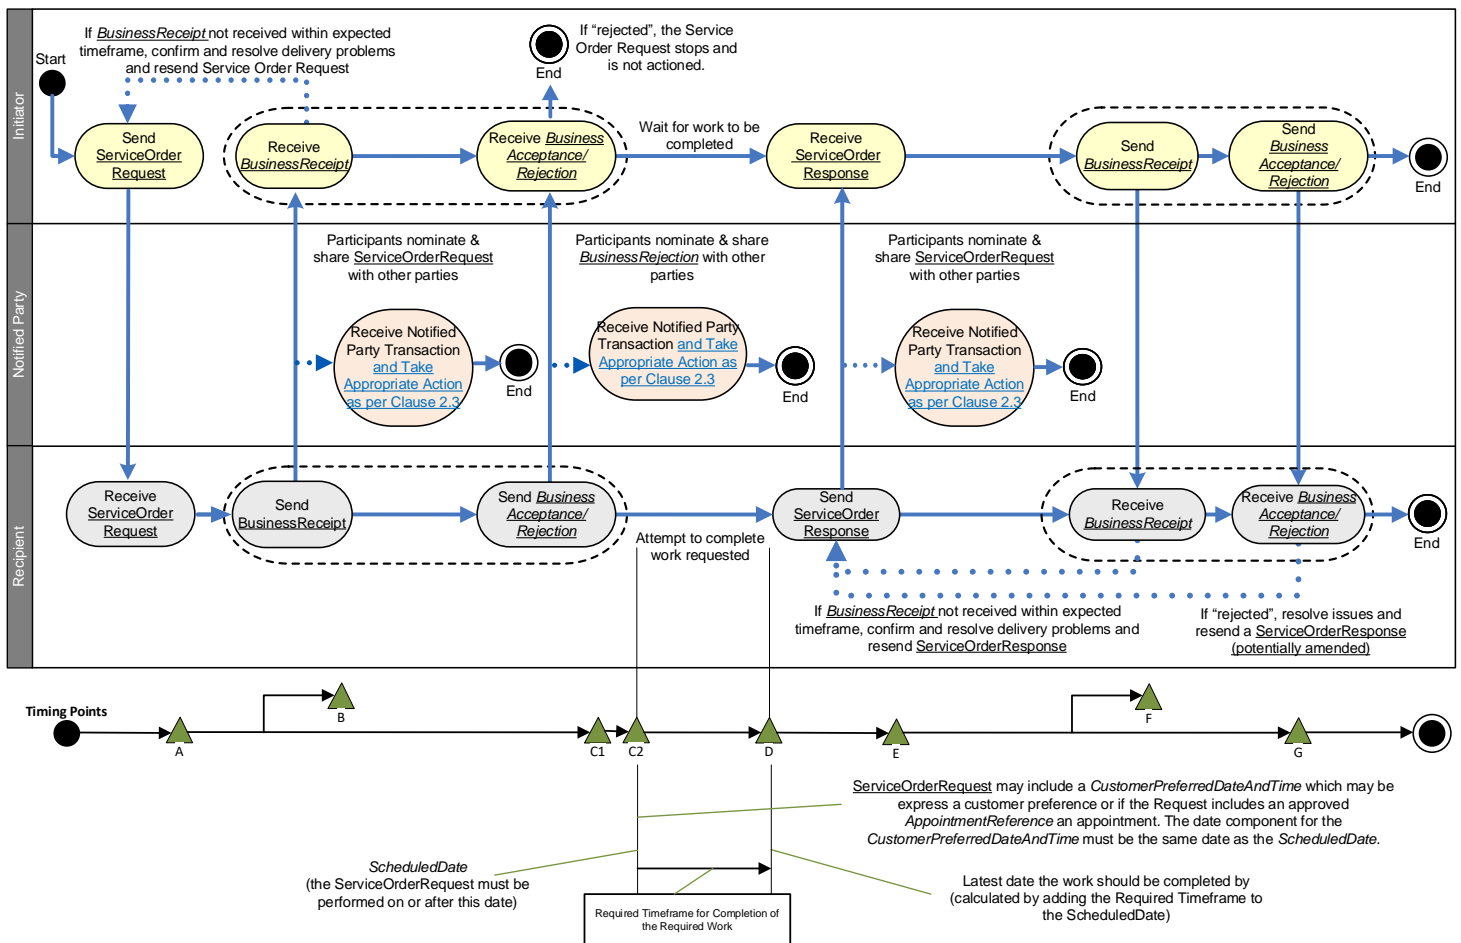 Initiator
Start
If BusinessReceipt not received within expected
timeframe, confirm and resolve delivery problems
and resend Service Order Request
End
If “rejected”, the Service
Order Request stops and
is not actioned.
Send
ServiceOrder
Request
Receive
BusinessReceipt
Receive Business
Acceptance/
Rejection
Wait for work to be
completed
Receive
ServiceOrder
Response
Send
BusinessReceipt
Send
Business
Acceptance/
Rejection
End
Notified Party
Participants nominate &
share ServiceOrderRequest
with other parties
Participants nominate & share
BusinessRejection with other
parties
Participants nominate &
share ServiceOrderRequest
with other parties
Receive Notified
Party Transaction
and Take
Appropriate Action
as per Clause 2.3
End
Receive Notified Party
Transaction and Take
Appropriate Action as
per Clause 2.3
End
Receive Notified
Party Transaction
and Take
Appropriate Action
as per Clause 2.3
End
Recipient
Receive
ServiceOrder
Request
Send
BusinessReceipt
Send Business
Acceptance/
Rejection
Attempt to complete
work requested
Send
ServiceOrder
Response
Receive
BusinessReceipt
Receive Business
Acceptance/
Rejection
End
If BusinessReceipt not received within expected
timeframe, confirm and resolve delivery problems and
resend ServiceOrderResponse
If “rejected”, resolve issues and
resend a ServiceOrderResponse
(potentially amended)
Timing Points
A
B
C1
C2
D
E
F
G
ServiceOrderRequest may include a CustomerPreferredDateAndTime which may be
express a customer preference or if the Request includes an approved
AppointmentReference an appointment. The date component for the
CustomerPreferredDateAndTime must be the same date as the ScheduledDate.
ScheduledDate
(the ServiceOrderRequest must be
performed on or after this date)
Latest date the work should be completed by
(calculated by adding the Required Timeframe to
the ScheduledDate)
Required Timeframe for Completion of
the Required Work